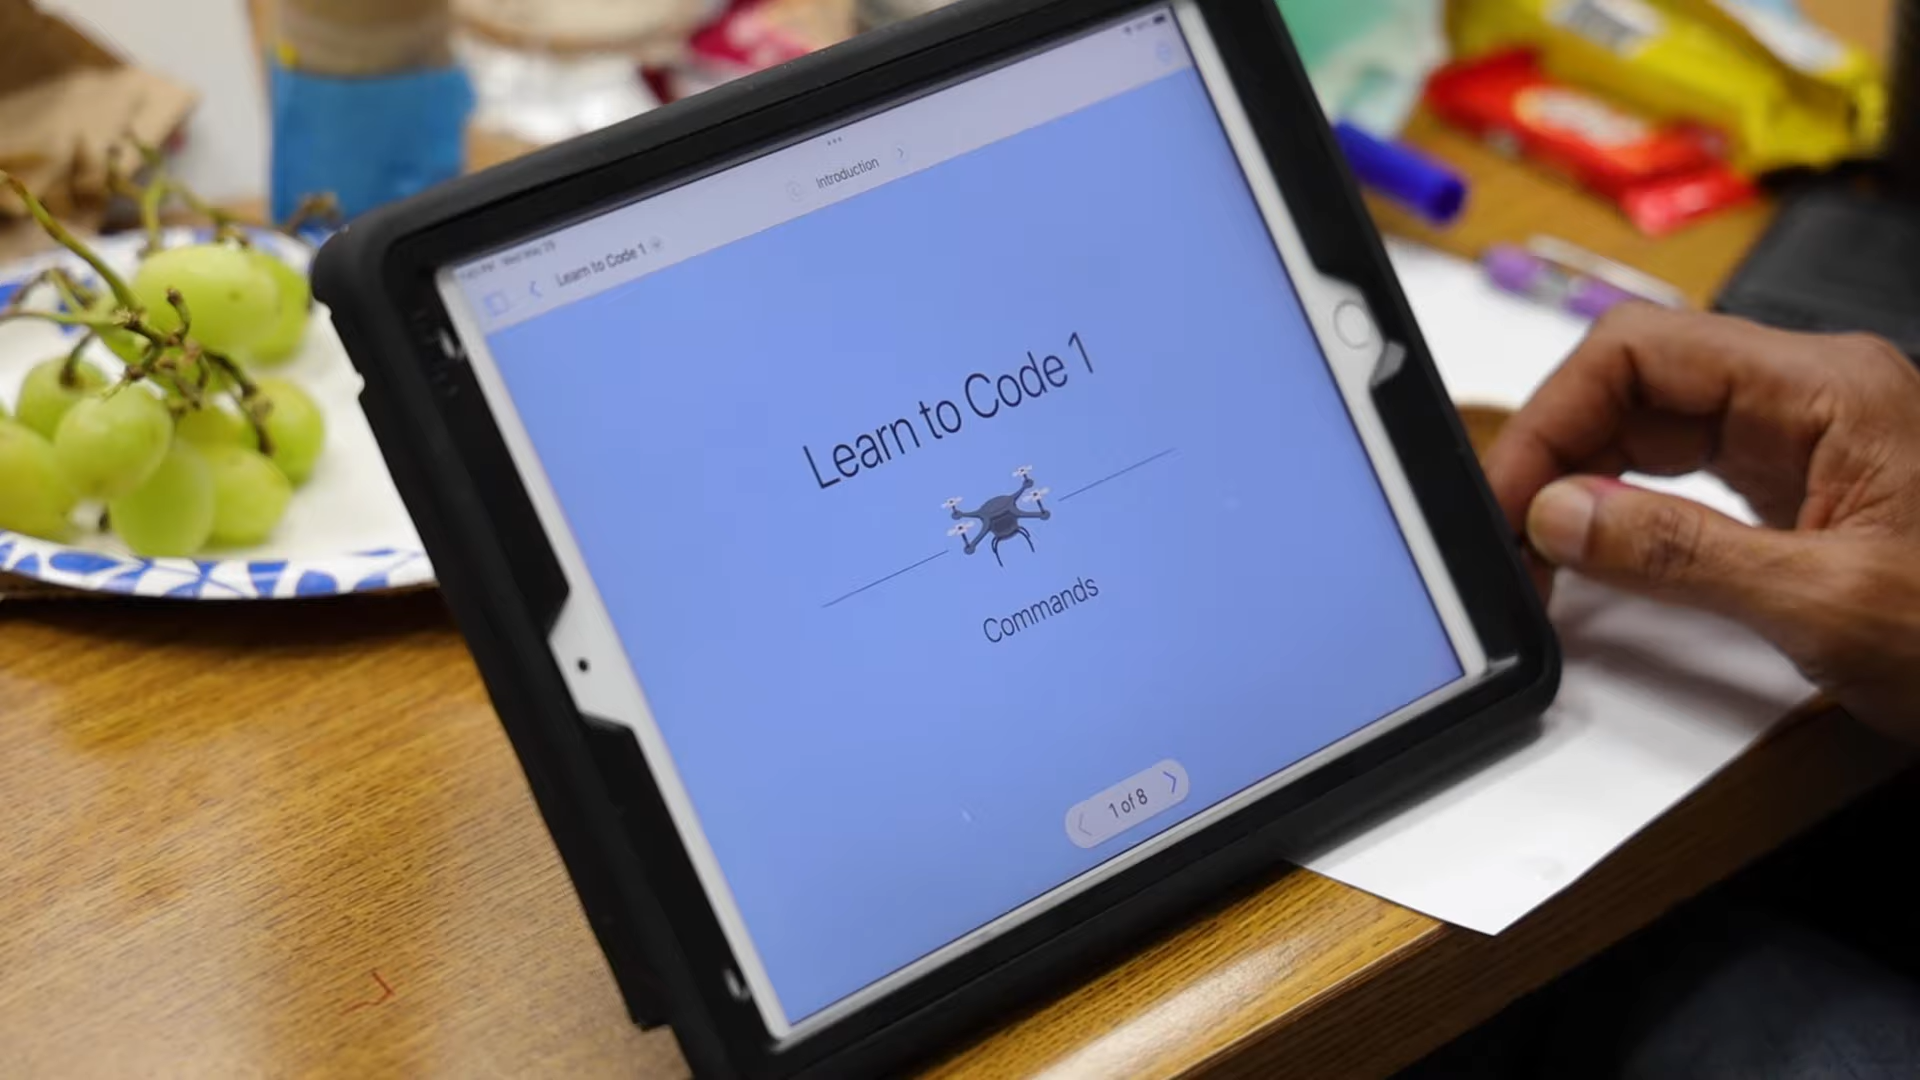 Introduction
Learn to Code 1
Learn to Code 1
Commands
1 of 8